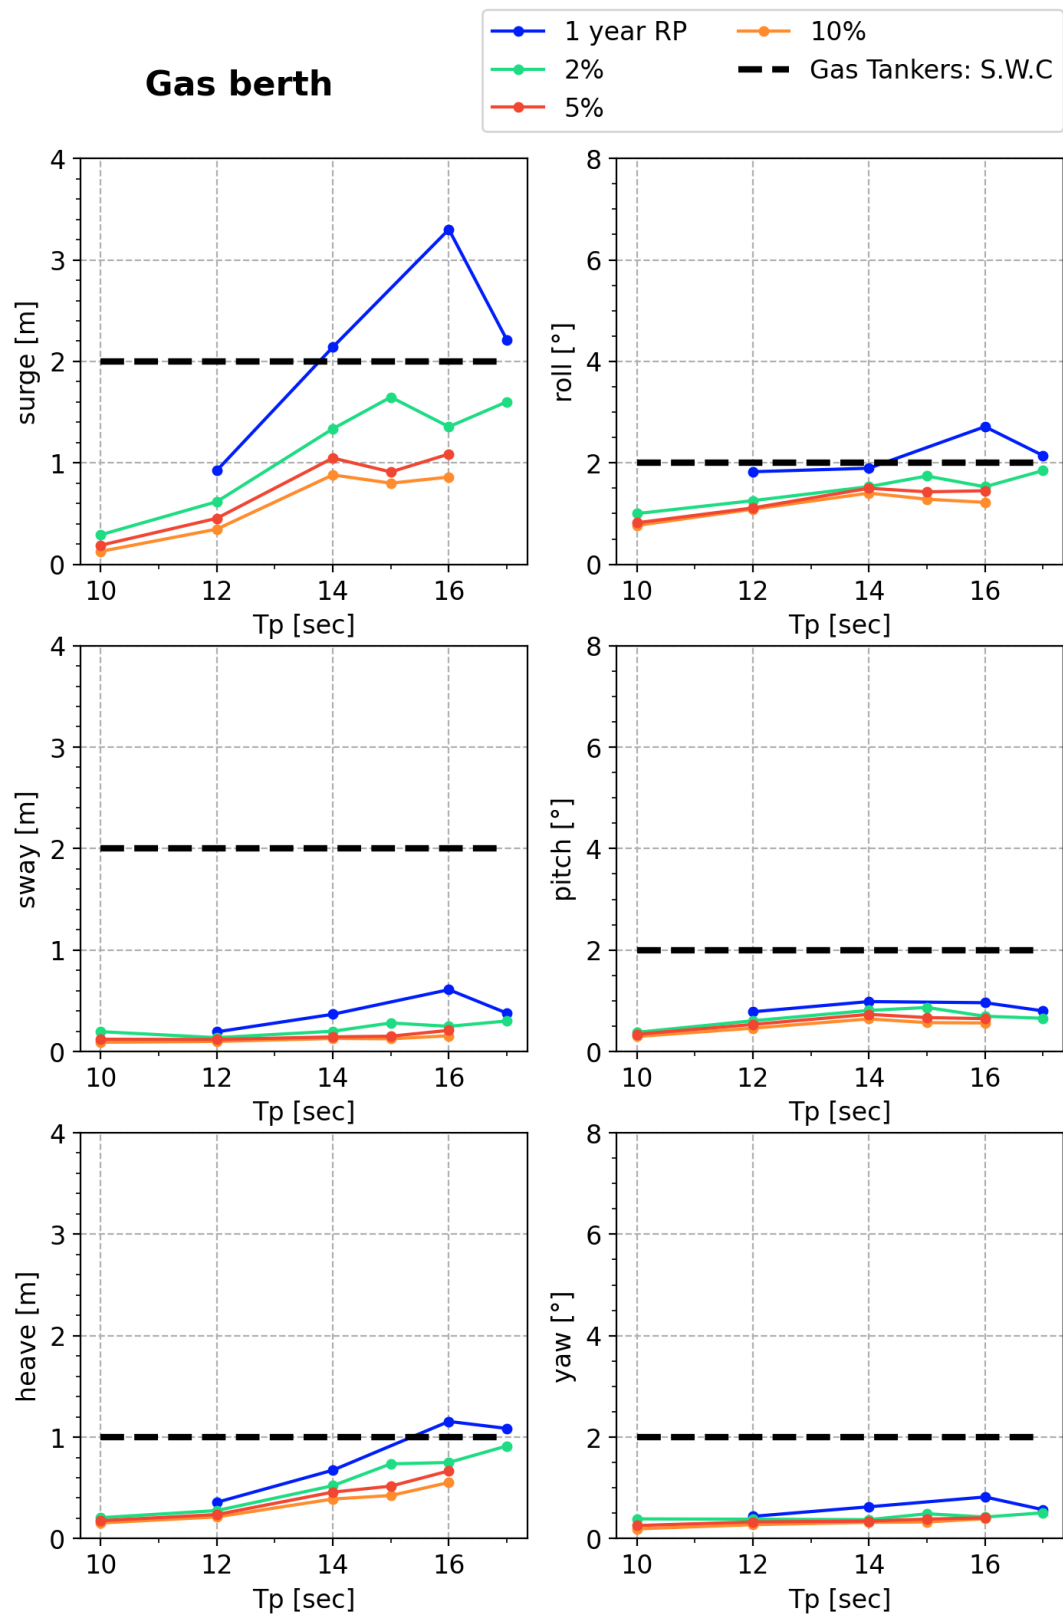 Gas berth
1 year RP
2%
5%
10%
Gas Tankers: S.W.C
4
3
2
1
0
surge [m]
10 12 14 16
Tp [sec]
8
6
4
2
0
roll [°]
10 12 14 16
Tp [sec]
4
3
2
1
0
sway [m]
10 12 14 16
Tp [sec]
8
6
4
2
0
pitch [°]
10 12 14 16
Tp [sec]
4
3
2
1
0
heave [m]
10 12 14 16
Tp [sec]
8
6
4
2
0
yaw [°]
10 12 14 16
Tp [sec]